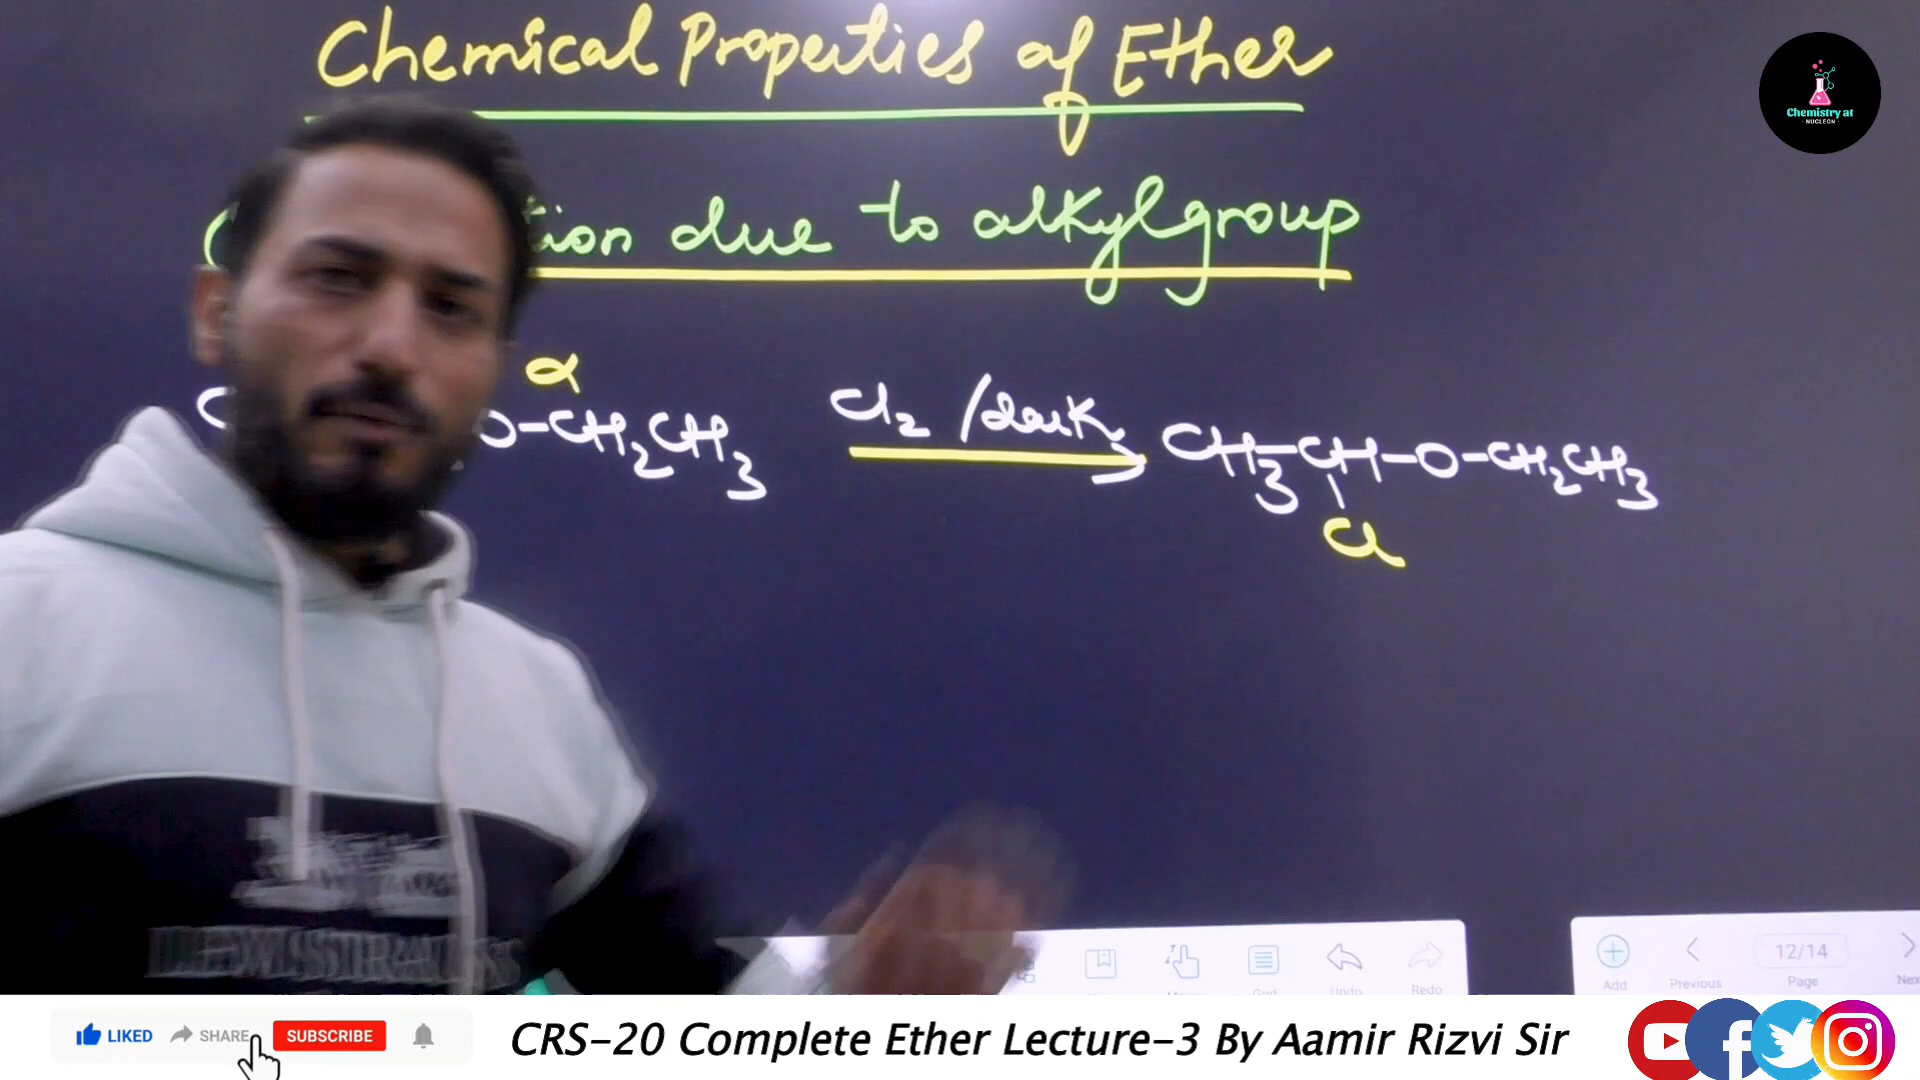 Chemical Properties of Ether
Chemistry at
NUCLEON
due to alkyl group
α
O-CH2CH3 Cl2/dark CH3-CH-O-CH2CH3
Cl
Add Previous 12/14
Undo Redo Page
LIKED SHARE SUBSCRIBE CRS-20 Complete Ether Lecture-3 By Aamir Rizvi Sir